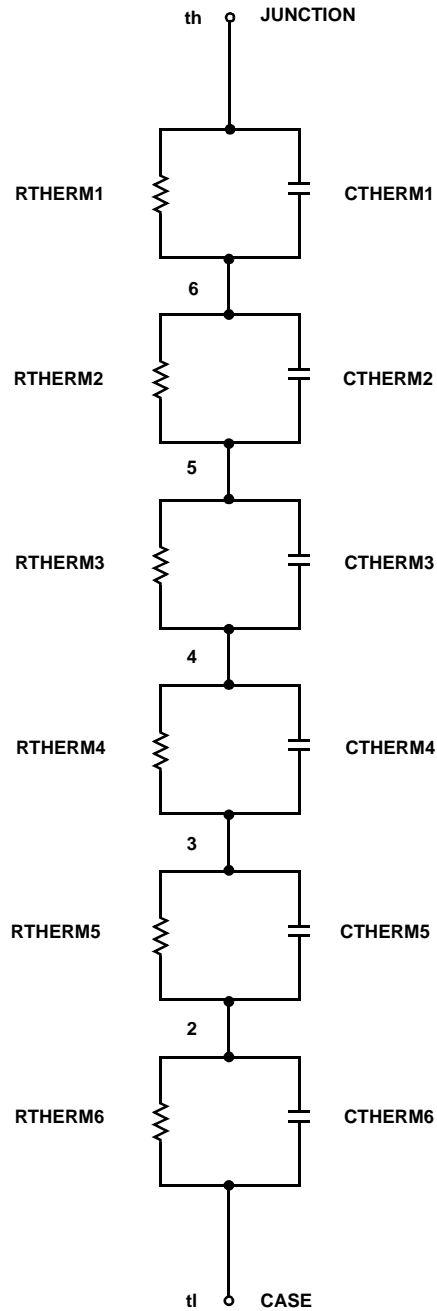 th JUNCTION
RTHERM1 CTHERM1
6
RTHERM2 CTHERM2
5
RTHERM3 CTHERM3
4
RTHERM4 CTHERM4
3
RTHERM5 CTHERM5
2
RTHERM6 CTHERM6
tl CASE